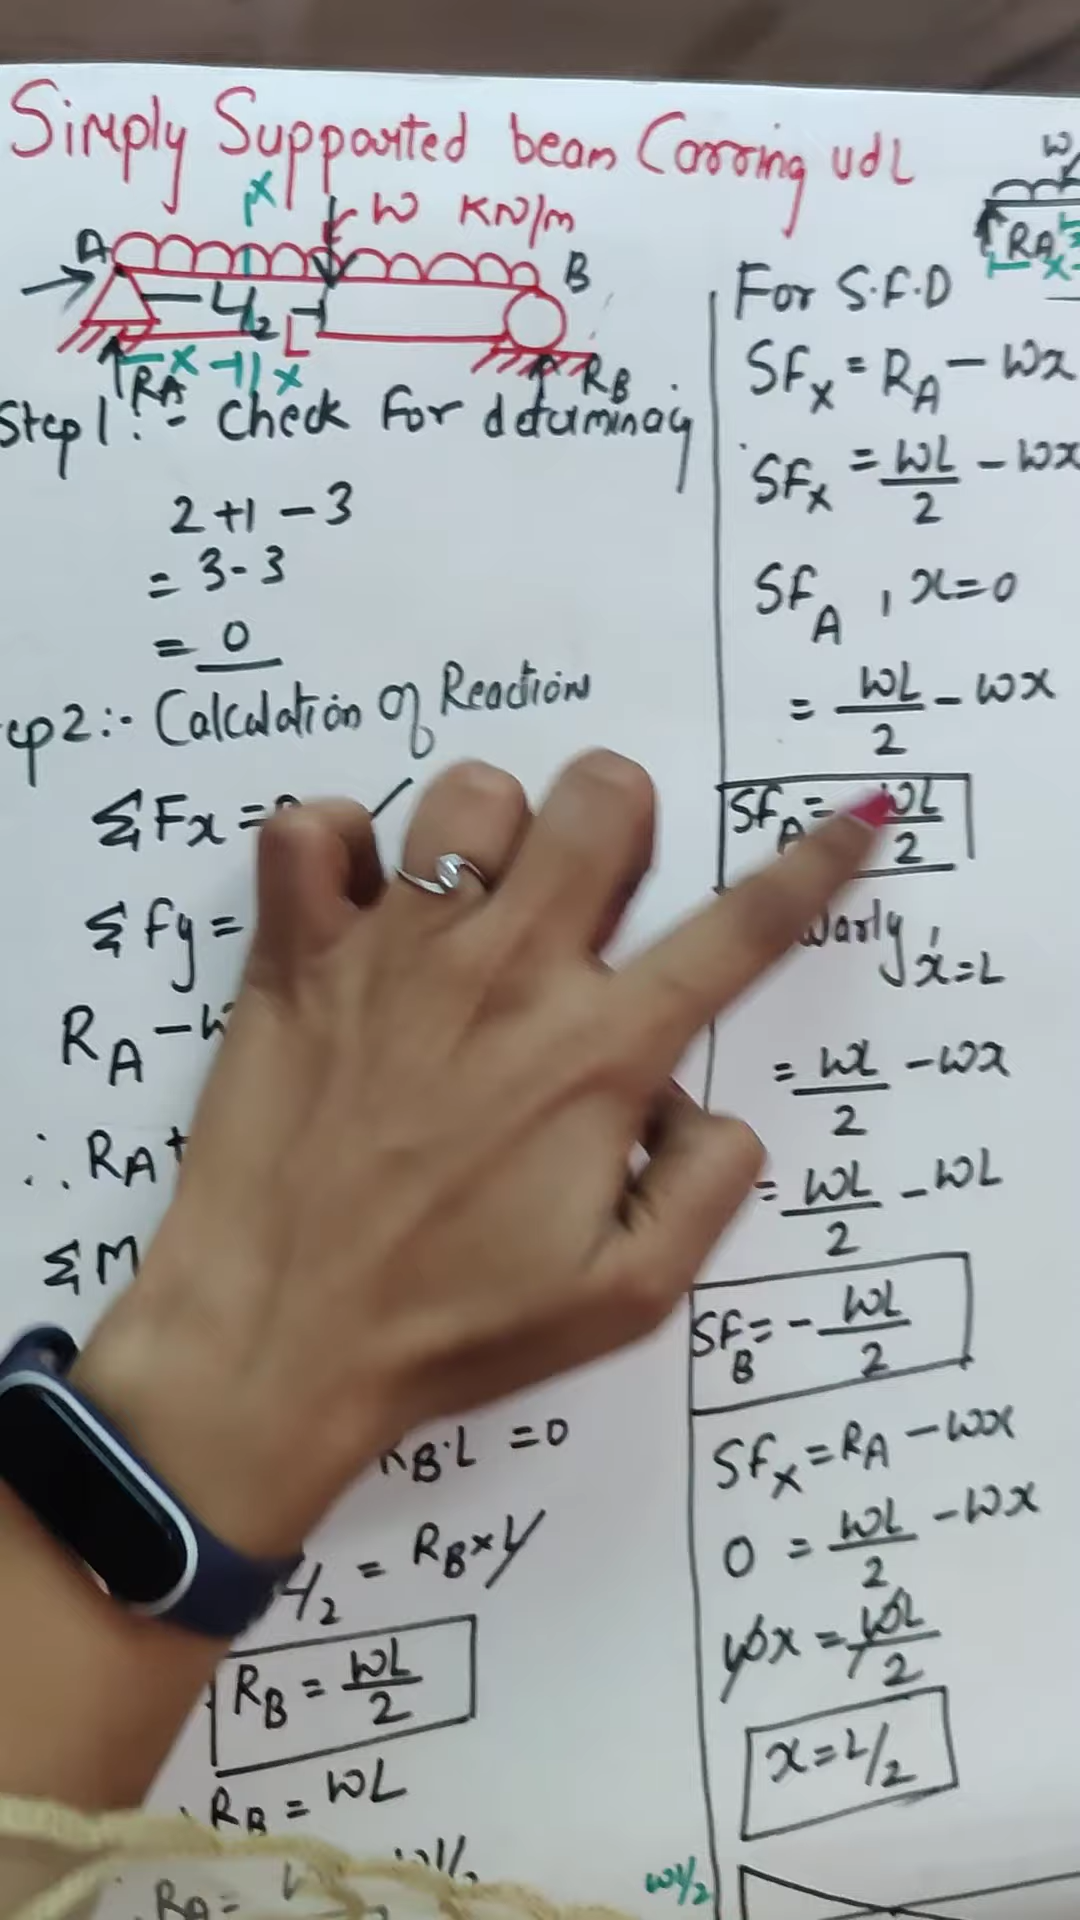 Simply Supported beam Carring UDL
x
W KN/m
A
B
L/2
L
x
x
RA
RB
Step 1:- Check For determinacy
2+1-3
= 3-3
= 0
ep 2:- Calculation of Reaction
ΣFx =
ΣFy =
RA - W
∴ RA +
ΣM
RB·L = 0
L/2 = RB×L
RB = WL/2
RB = WL
RA =
W
RA
x
For S.F.D
SFx = RA - Wx
SFx = WL/2 - Wx
SFA , x=0
= WL/2 - Wx
SFA = WL/2
warly, x=L
= WL/2 - Wx
= WL/2 - WL
SFB = - WL/2
SFx = RA - Wx
0 = WL/2 - Wx
Wx = WL/2
x = L/2
WL/2